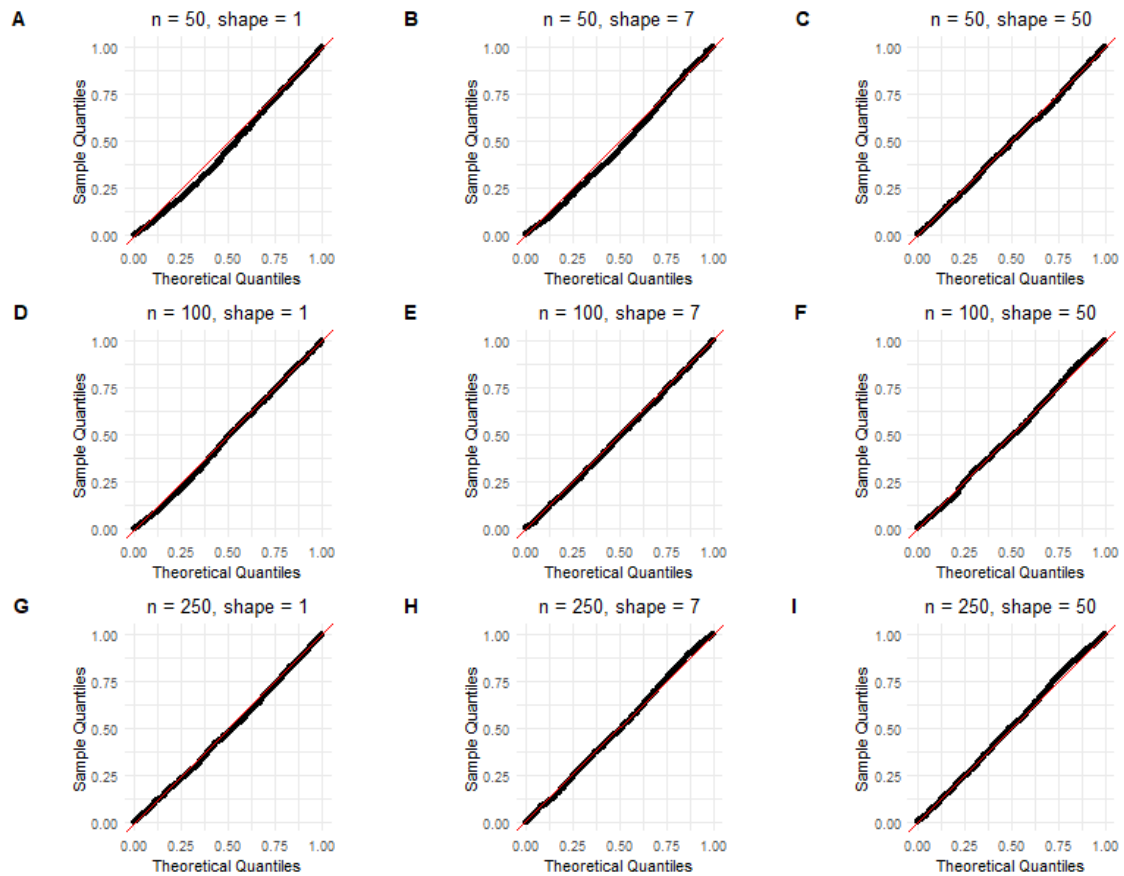 A n = 50, shape = 1
1.00
0.75
0.50
0.25
0.00
Sample Quantiles
0.00 0.25 0.50 0.75 1.00
Theoretical Quantiles
B n = 50, shape = 7
1.00
0.75
0.50
0.25
0.00
Sample Quantiles
0.00 0.25 0.50 0.75 1.00
Theoretical Quantiles
C n = 50, shape = 50
1.00
0.75
0.50
0.25
0.00
Sample Quantiles
0.00 0.25 0.50 0.75 1.00
Theoretical Quantiles
D n = 100, shape = 1
1.00
0.75
0.50
0.25
0.00
Sample Quantiles
0.00 0.25 0.50 0.75 1.00
Theoretical Quantiles
E n = 100, shape = 7
1.00
0.75
0.50
0.25
0.00
Sample Quantiles
0.00 0.25 0.50 0.75 1.00
Theoretical Quantiles
F n = 100, shape = 50
1.00
0.75
0.50
0.25
0.00
Sample Quantiles
0.00 0.25 0.50 0.75 1.00
Theoretical Quantiles
G n = 250, shape = 1
1.00
0.75
0.50
0.25
0.00
Sample Quantiles
0.00 0.25 0.50 0.75 1.00
Theoretical Quantiles
H n = 250, shape = 7
1.00
0.75
0.50
0.25
0.00
Sample Quantiles
0.00 0.25 0.50 0.75 1.00
Theoretical Quantiles
I n = 250, shape = 50
1.00
0.75
0.50
0.25
0.00
Sample Quantiles
0.00 0.25 0.50 0.75 1.00
Theoretical Quantiles